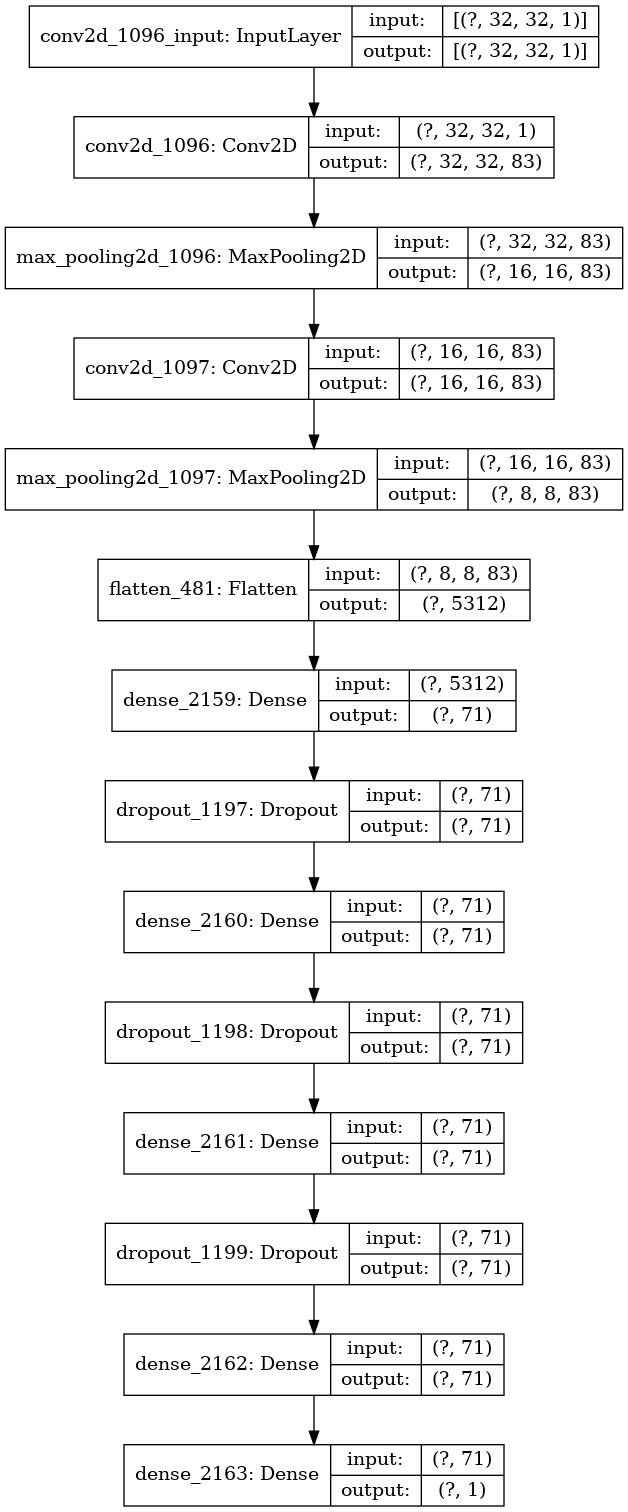 conv2d_1096_input: InputLayer
input: [(?, 32, 32, 1)]
output: [(?, 32, 32, 1)]
conv2d_1096: Conv2D
input: (?, 32, 32, 1)
output: (?, 32, 32, 83)
max_pooling2d_1096: MaxPooling2D
input: (?, 32, 32, 83)
output: (?, 16, 16, 83)
conv2d_1097: Conv2D
input: (?, 16, 16, 83)
output: (?, 16, 16, 83)
max_pooling2d_1097: MaxPooling2D
input: (?, 16, 16, 83)
output: (?, 8, 8, 83)
flatten_481: Flatten
input: (?, 8, 8, 83)
output: (?, 5312)
dense_2159: Dense
input: (?, 5312)
output: (?, 71)
dropout_1197: Dropout
input: (?, 71)
output: (?, 71)
dense_2160: Dense
input: (?, 71)
output: (?, 71)
dropout_1198: Dropout
input: (?, 71)
output: (?, 71)
dense_2161: Dense
input: (?, 71)
output: (?, 71)
dropout_1199: Dropout
input: (?, 71)
output: (?, 71)
dense_2162: Dense
input: (?, 71)
output: (?, 71)
dense_2163: Dense
input: (?, 71)
output: (?, 1)